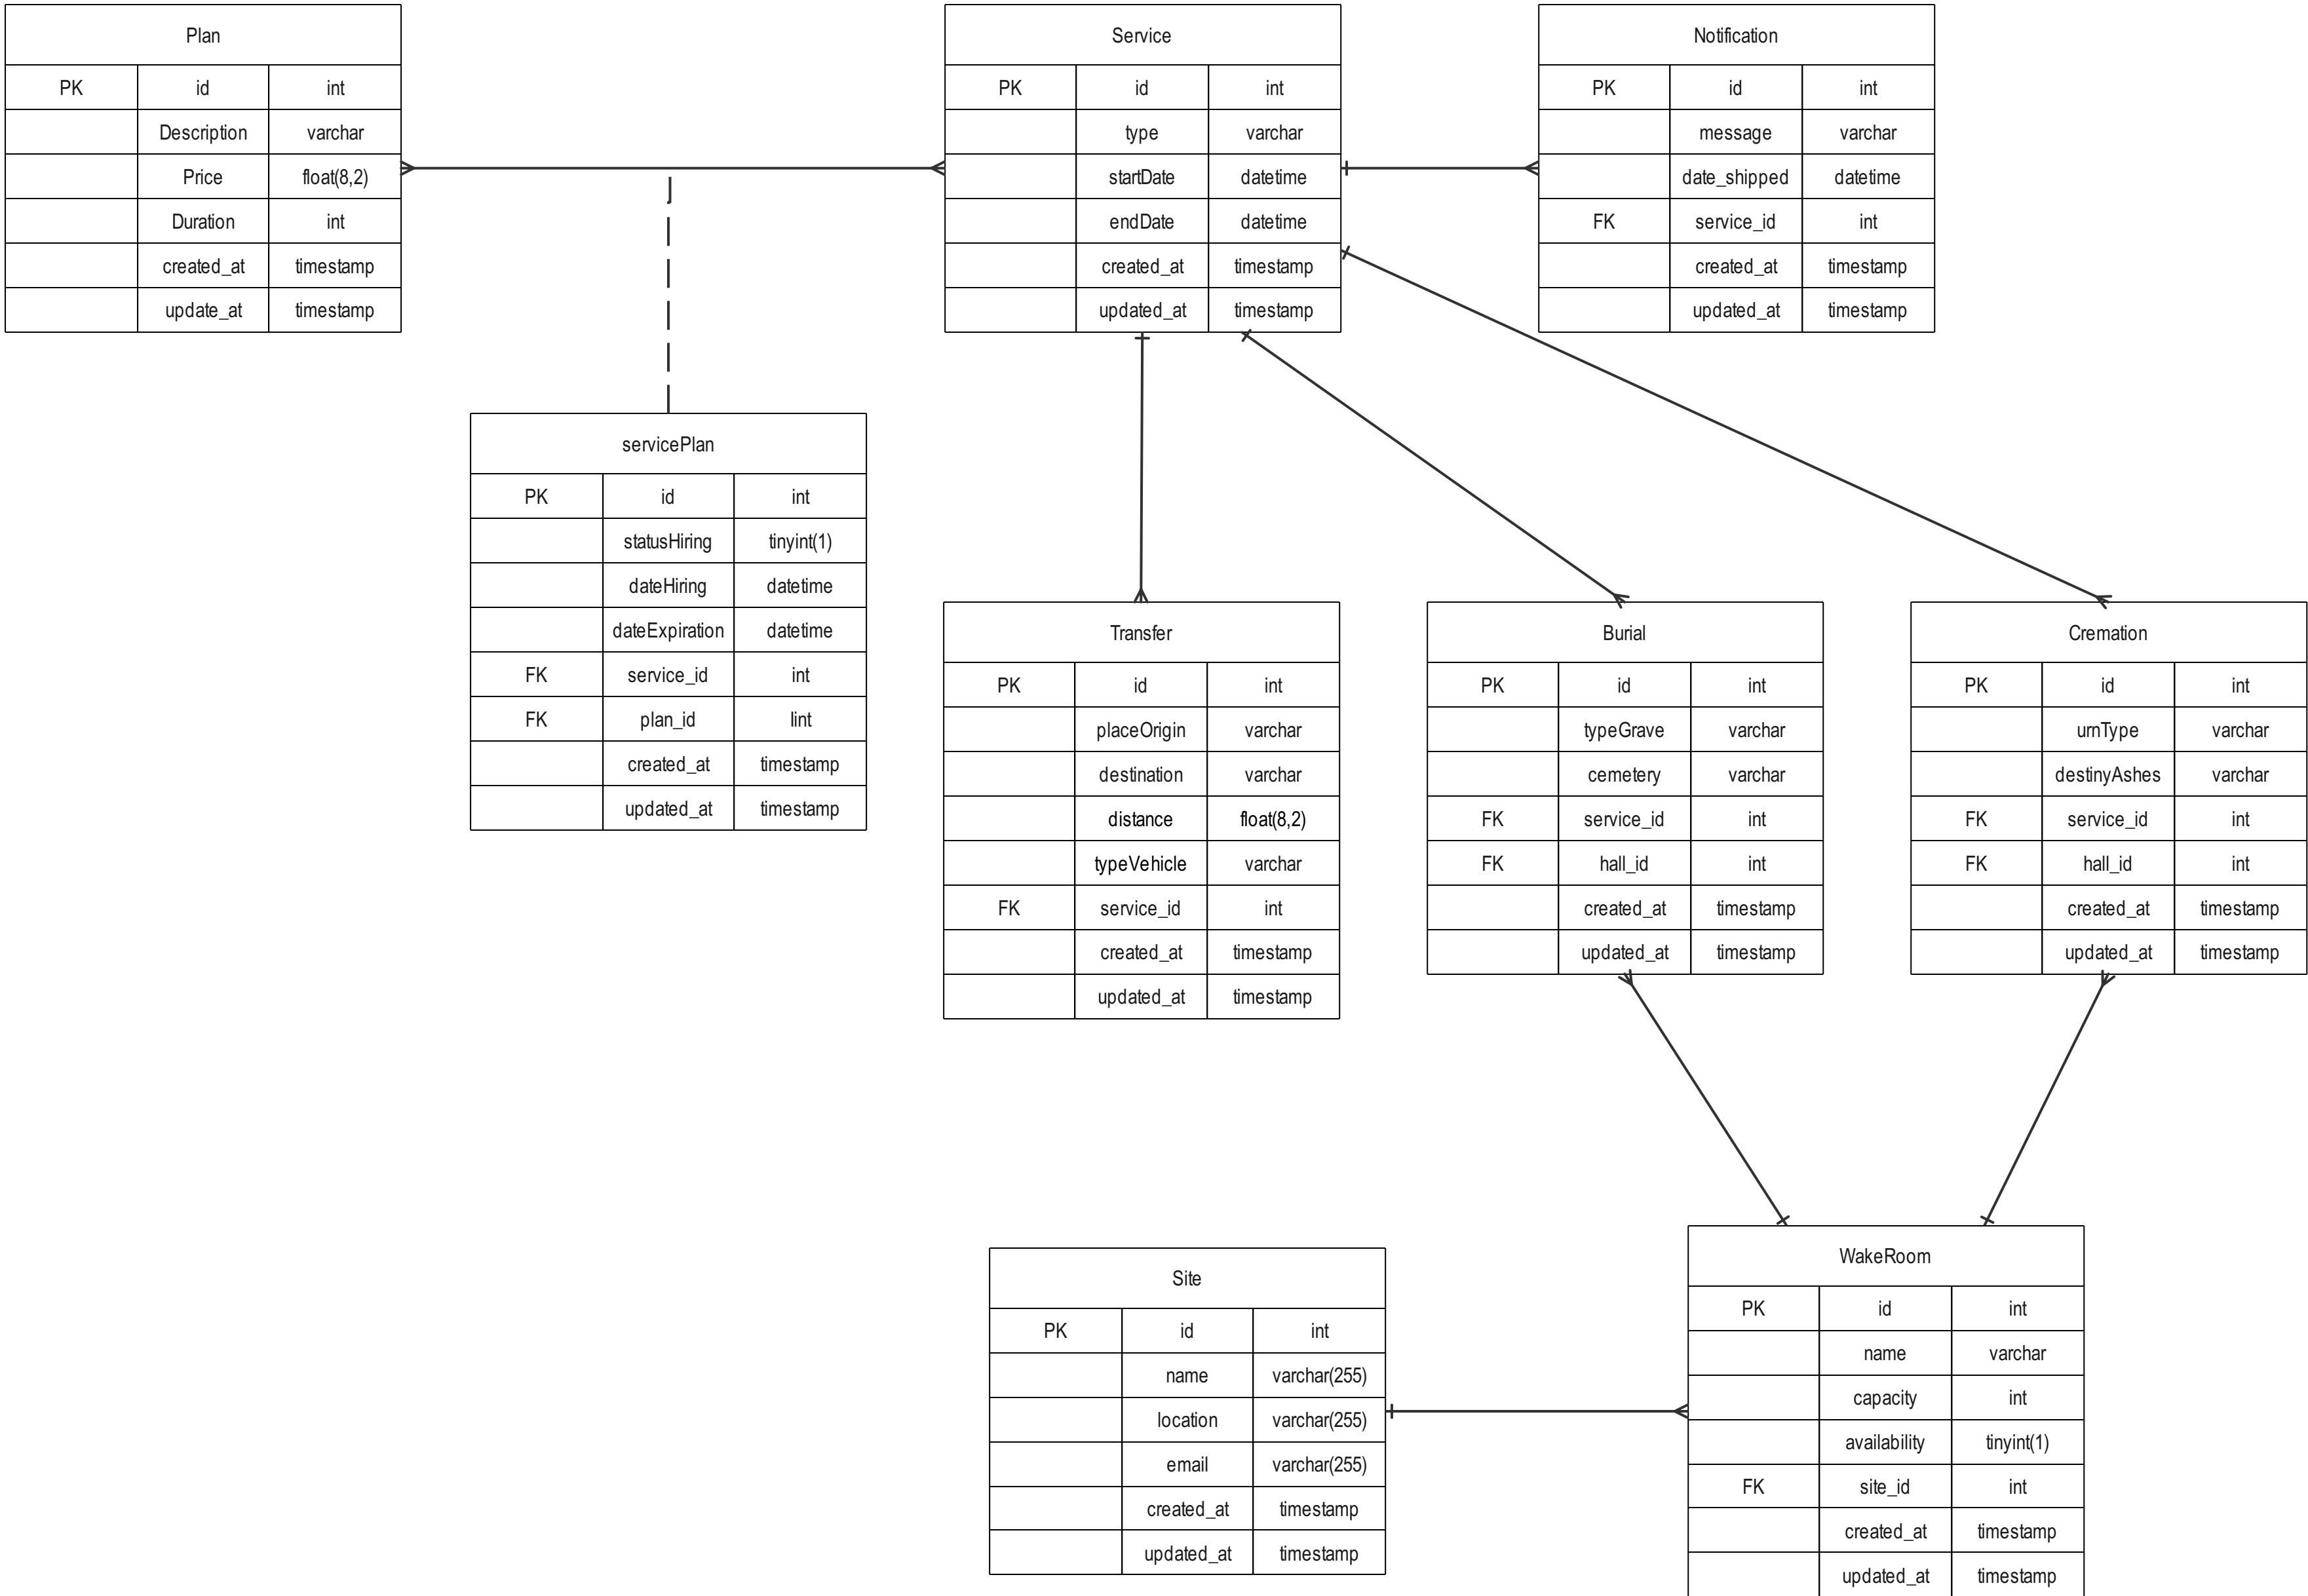 Plan
PK id int
Description varchar
Price float(8,2)
Duration int
created_at timestamp
update_at timestamp
Service
PK id int
type varchar
startDate datetime
endDate datetime
created_at timestamp
updated_at timestamp
Notification
PK id int
message varchar
date_shipped datetime
FK service_id int
created_at timestamp
updated_at timestamp
servicePlan
PK id int
statusHiring tinyint(1)
dateHiring datetime
dateExpiration datetime
FK service_id int
FK plan_id lint
created_at timestamp
updated_at timestamp
Transfer
PK id int
placeOrigin varchar
destination varchar
distance float(8,2)
typeVehicle varchar
FK service_id int
created_at timestamp
updated_at timestamp
Burial
PK id int
typeGrave varchar
cemetery varchar
FK service_id int
FK hall_id int
created_at timestamp
updated_at timestamp
Cremation
PK id int
urnType varchar
destinyAshes varchar
FK service_id int
FK hall_id int
created_at timestamp
updated_at timestamp
Site
PK id int
name varchar(255)
location varchar(255)
email varchar(255)
created_at timestamp
updated_at timestamp
WakeRoom
PK id int
name varchar
capacity int
availability tinyint(1)
FK site_id int
created_at timestamp
updated_at timestamp